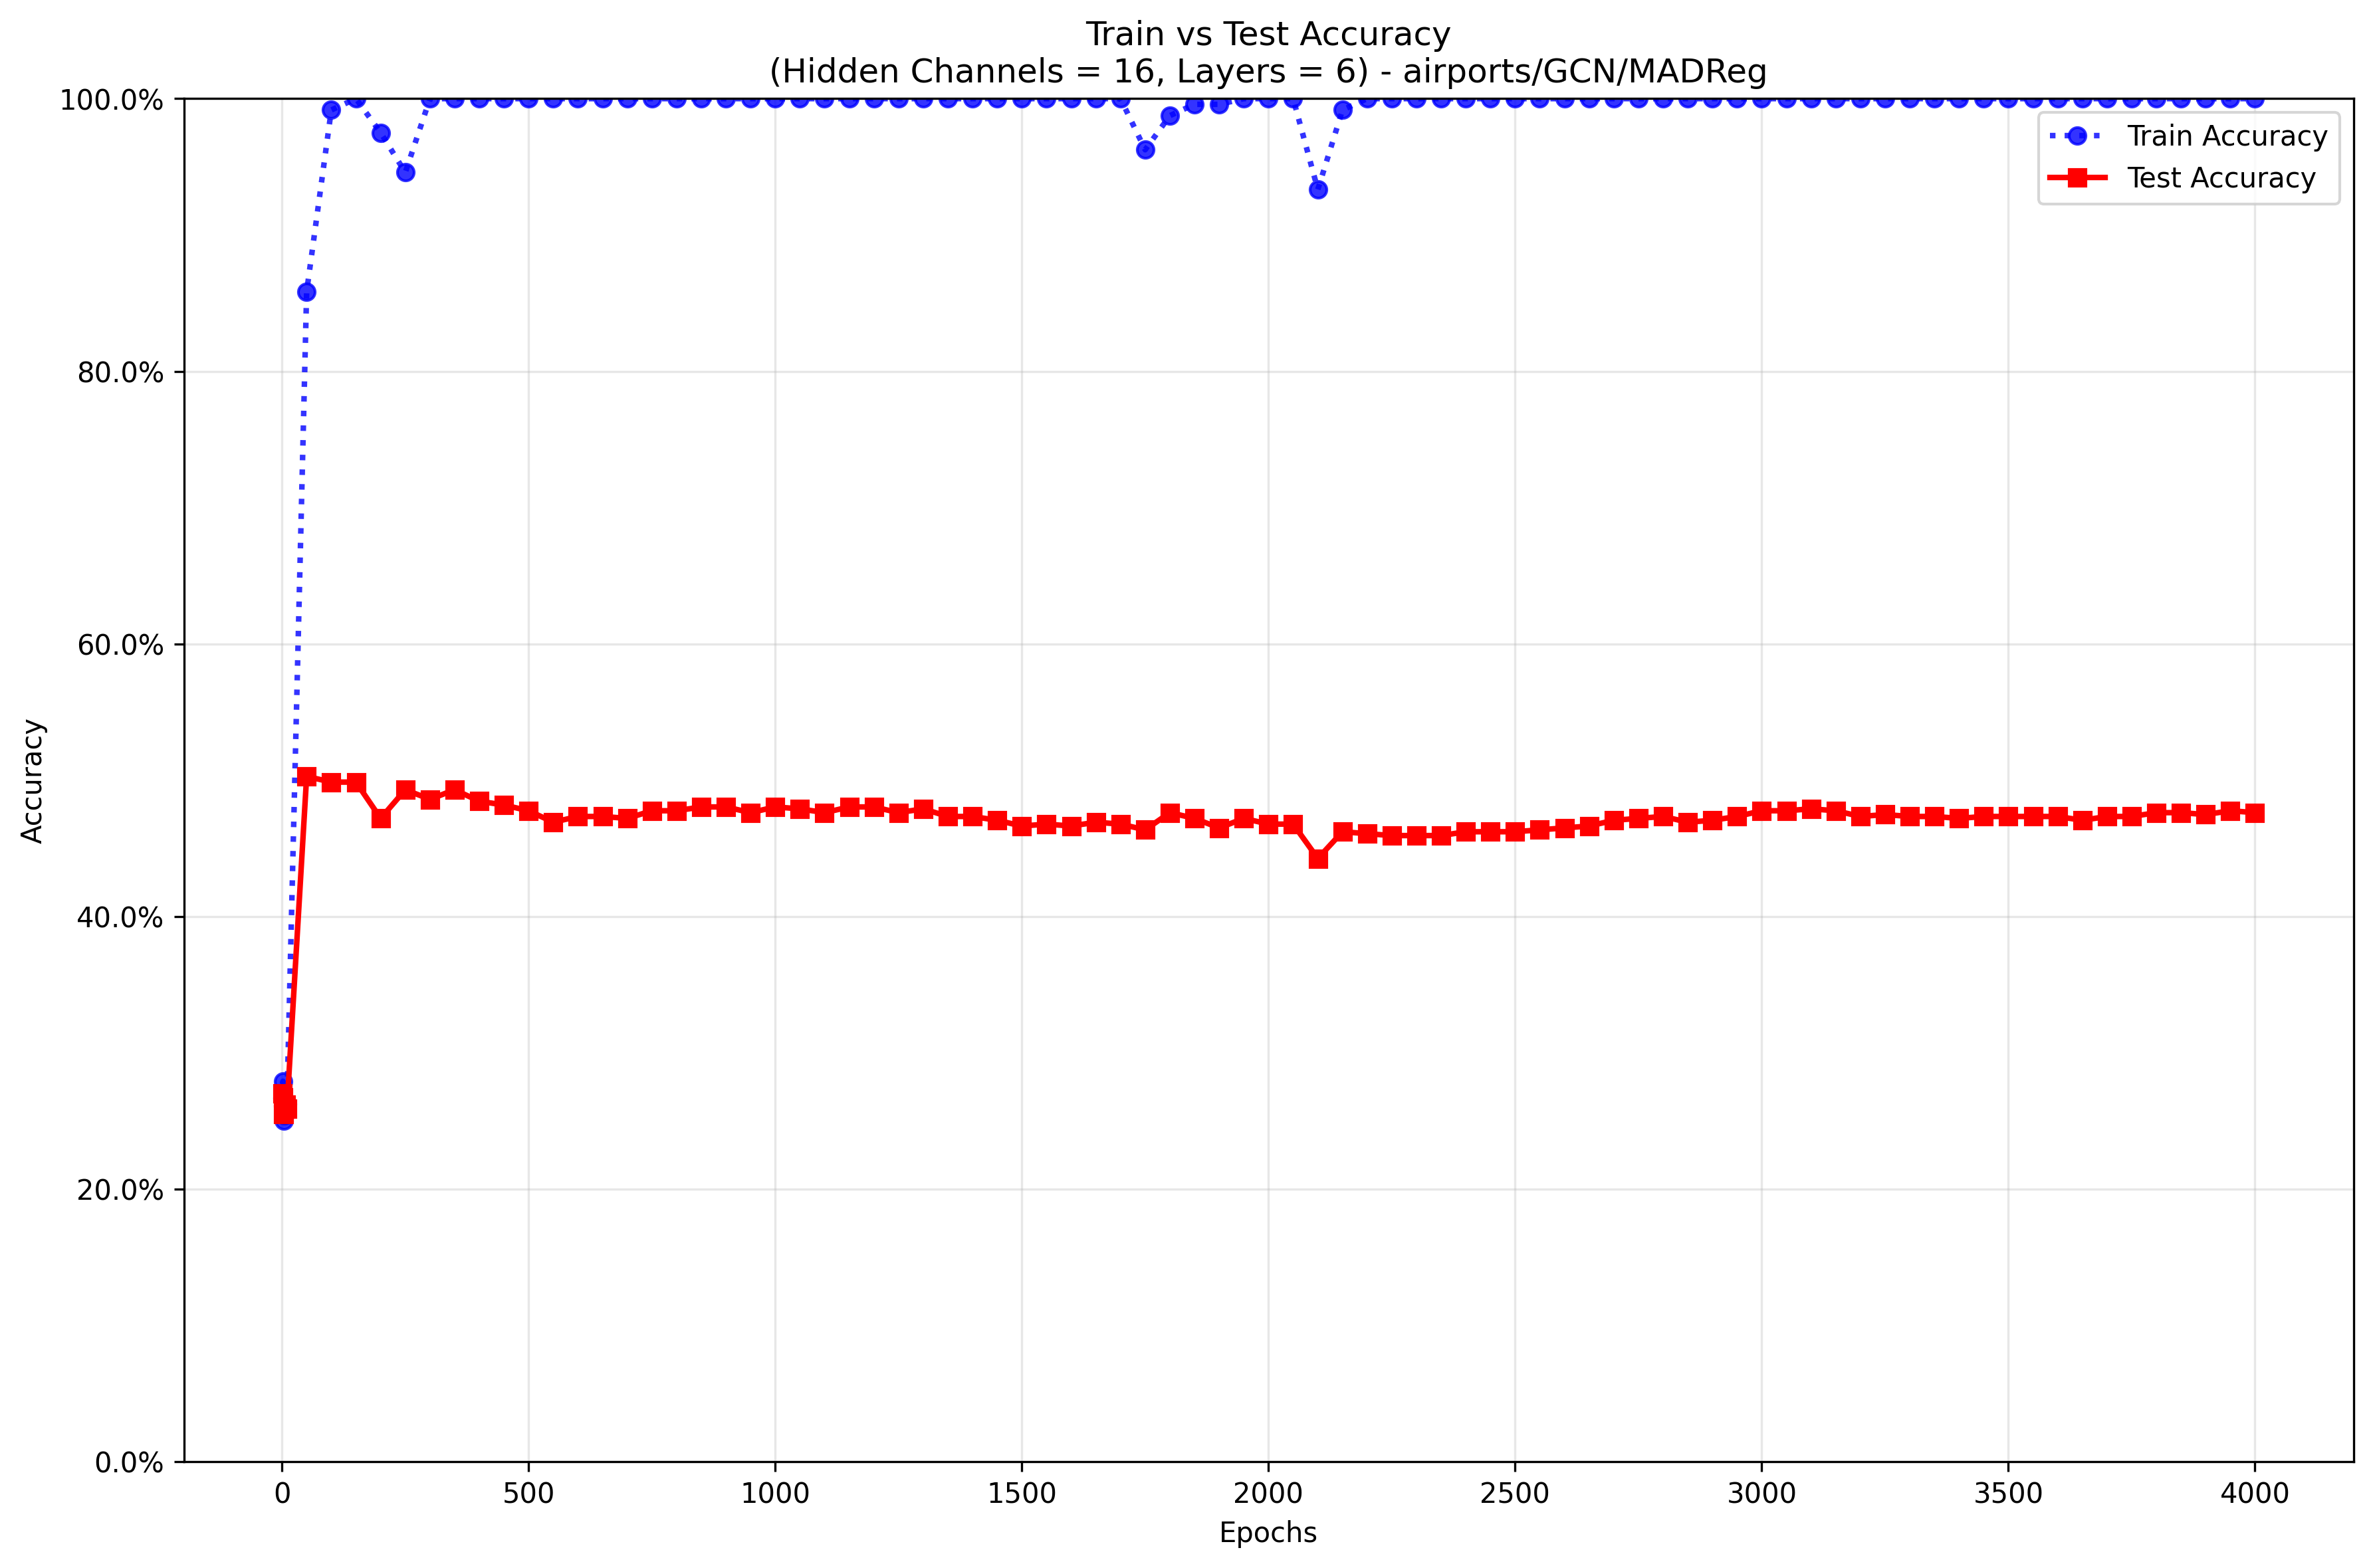 Train vs Test Accuracy
(Hidden Channels = 16, Layers = 6) - airports/GCN/MADReg
100.0%
80.0%
60.0%
40.0%
20.0%
0.0%
Accuracy
Train Accuracy
Test Accuracy
0 500 1000 1500 2000 2500 3000 3500 4000
Epochs